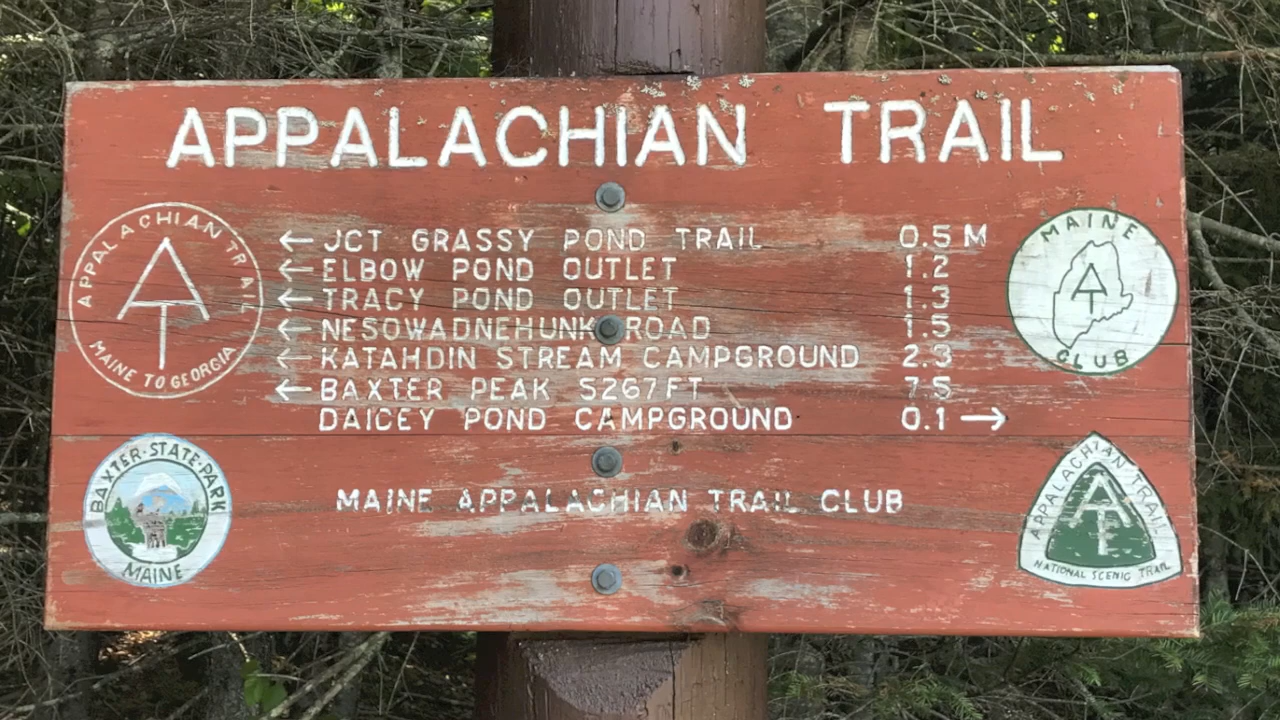 APPALACHIAN TRAIL
APPALACHIAN TRAIL
MAINE TO GEORGIA
← JCT GRASSY POND TRAIL 0.5 M
← ELBOW POND OUTLET 1.2
← TRACY POND OUTLET 1.3
← NESOWADNEHUNK ROAD 1.5
← KATAHDIN STREAM CAMPGROUND 2.3
← BAXTER PEAK 5267 FT 7.5
DAICEY POND CAMPGROUND 0.1 →
MAINE
CLUB
BAXTER·STATE·PARK
MAINE
MAINE APPALACHIAN TRAIL CLUB
APPALACHIAN TRAIL
NATIONAL SCENIC TRAIL